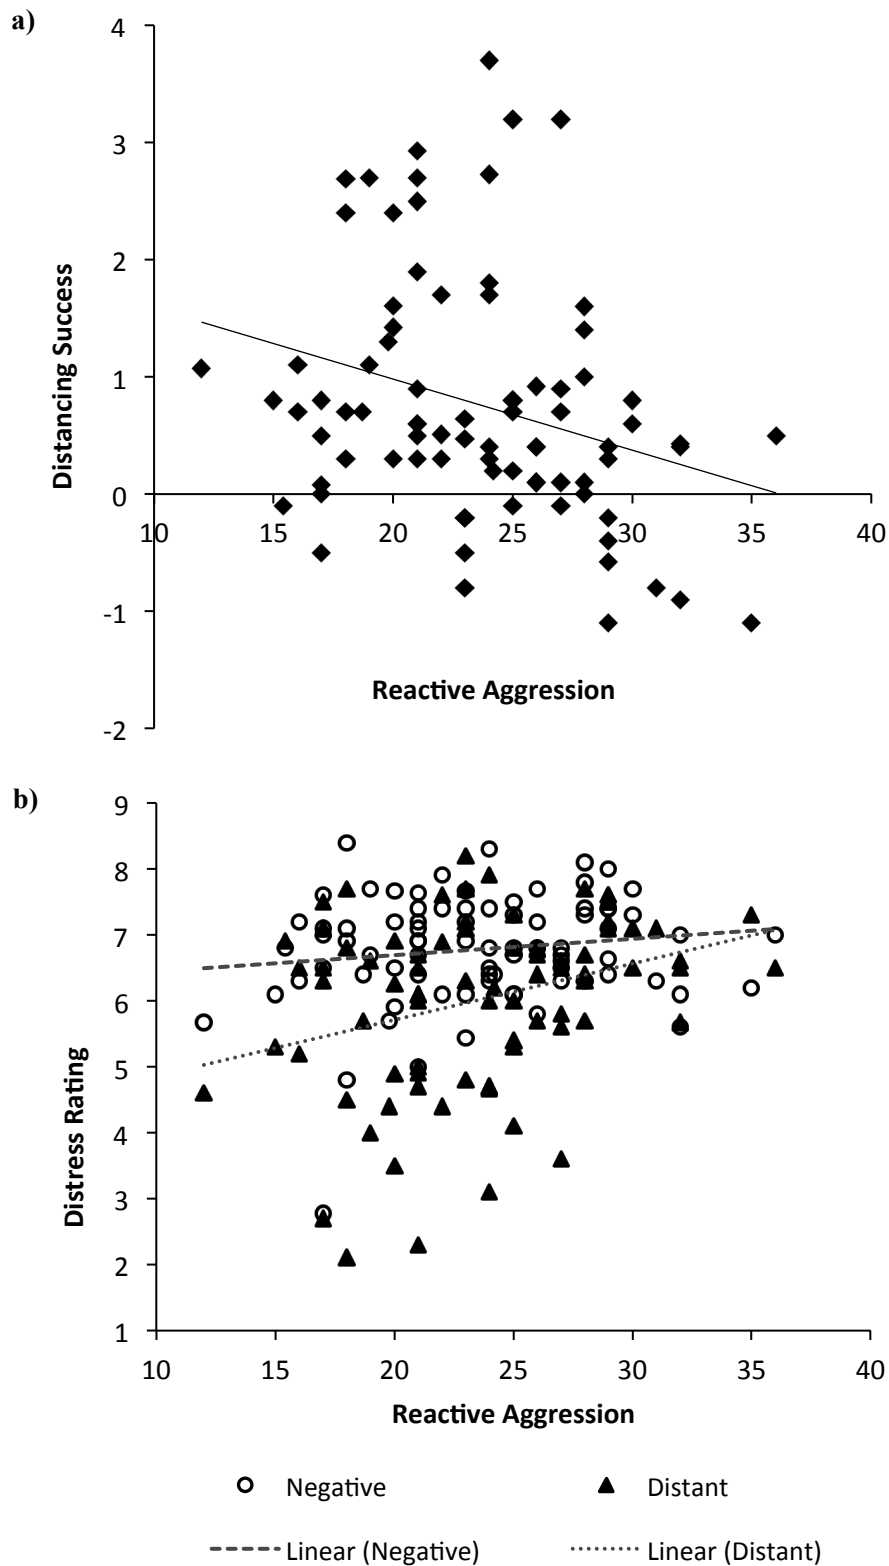 a)
4
3
2
1
0
-1
-2
10 15 20 25 30 35 40
Distancing Success
Reactive Aggression
b)
9
8
7
6
5
4
3
2
1
10 15 20 25 30 35 40
Distress Rating
Reactive Aggression
Negative Distant
Linear (Negative) Linear (Distant)